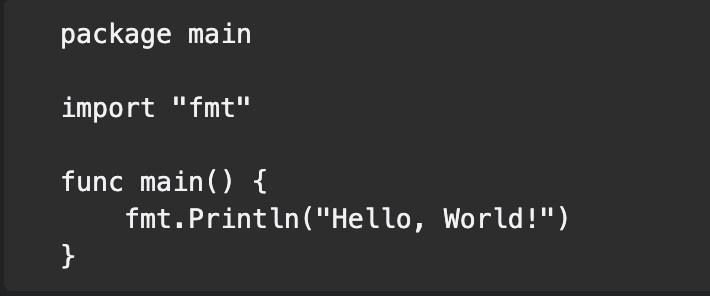 package main

import "fmt"

func main() {
    fmt.Println("Hello, World!")
}